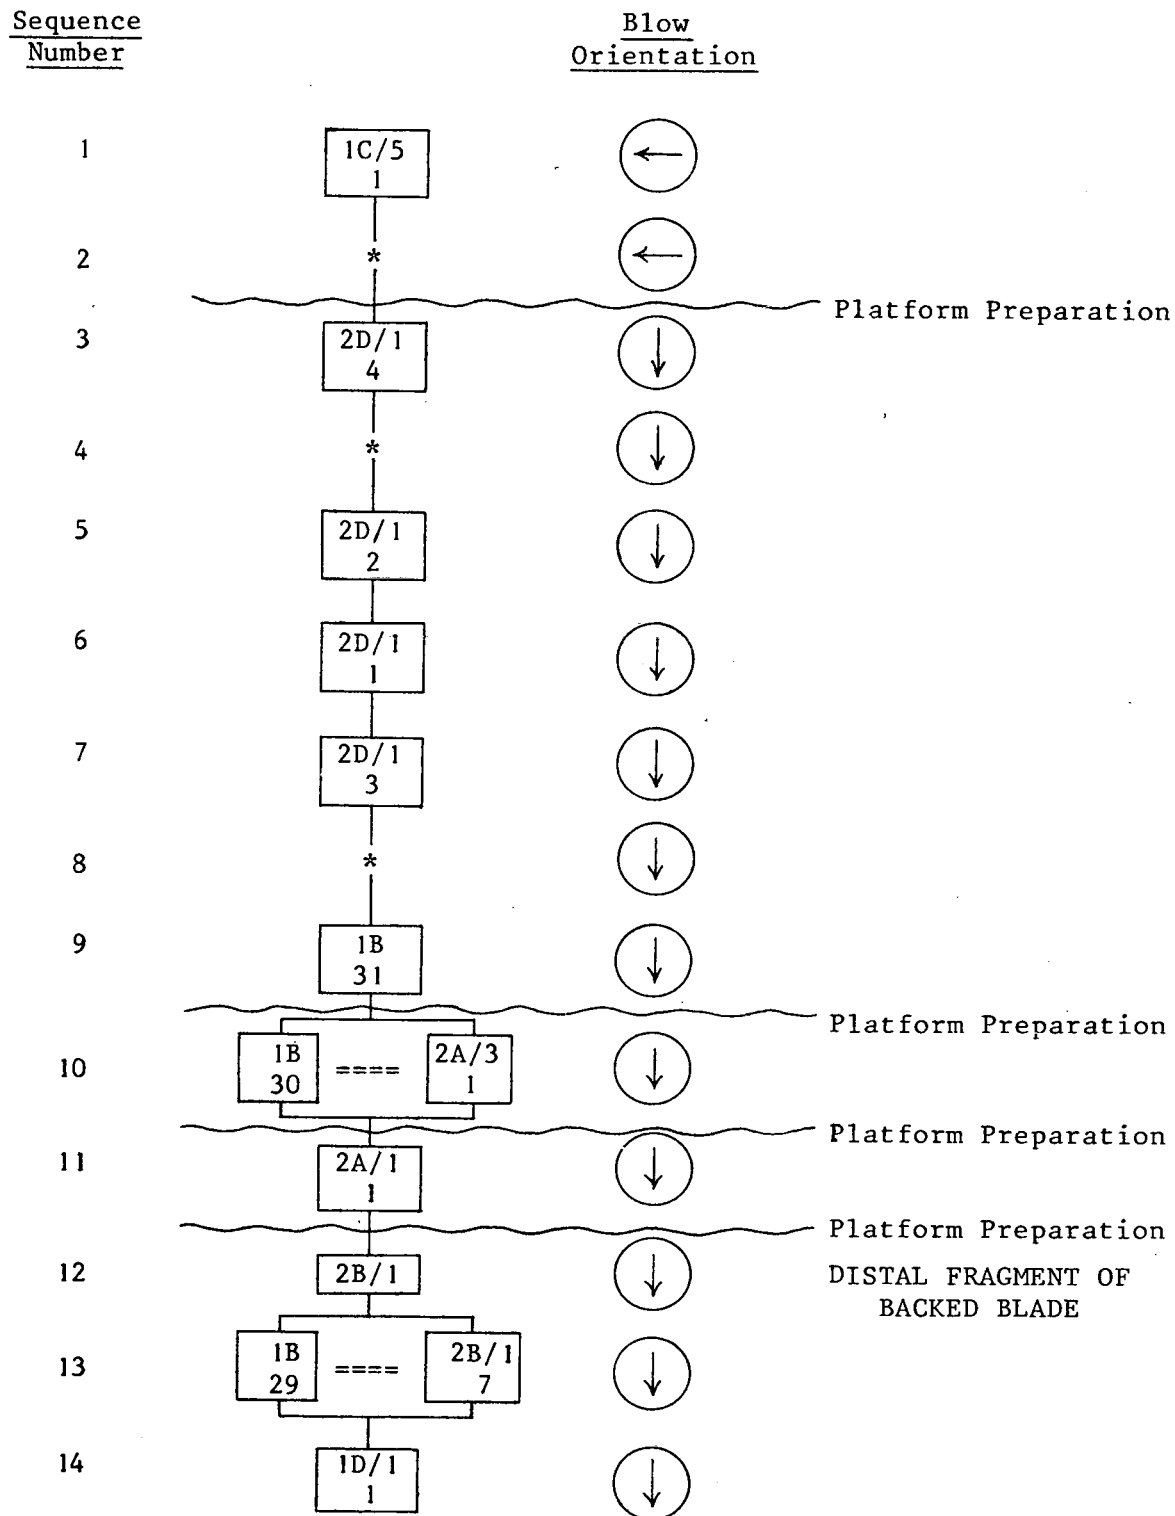 Sequence
Number
Blow
Orientation
1
1C/5
1
2
*
Platform Preparation
3
2D/1
4
4
*
5
2D/1
2
6
2D/1
1
7
2D/1
3
8
*
9
1B
31
Platform Preparation
10
1B
30
====
2A/3
1
Platform Preparation
11
2A/1
1
Platform Preparation
12
2B/1
DISTAL FRAGMENT OF
BACKED BLADE
13
1B
29
====
2B/1
7
14
1D/1
1